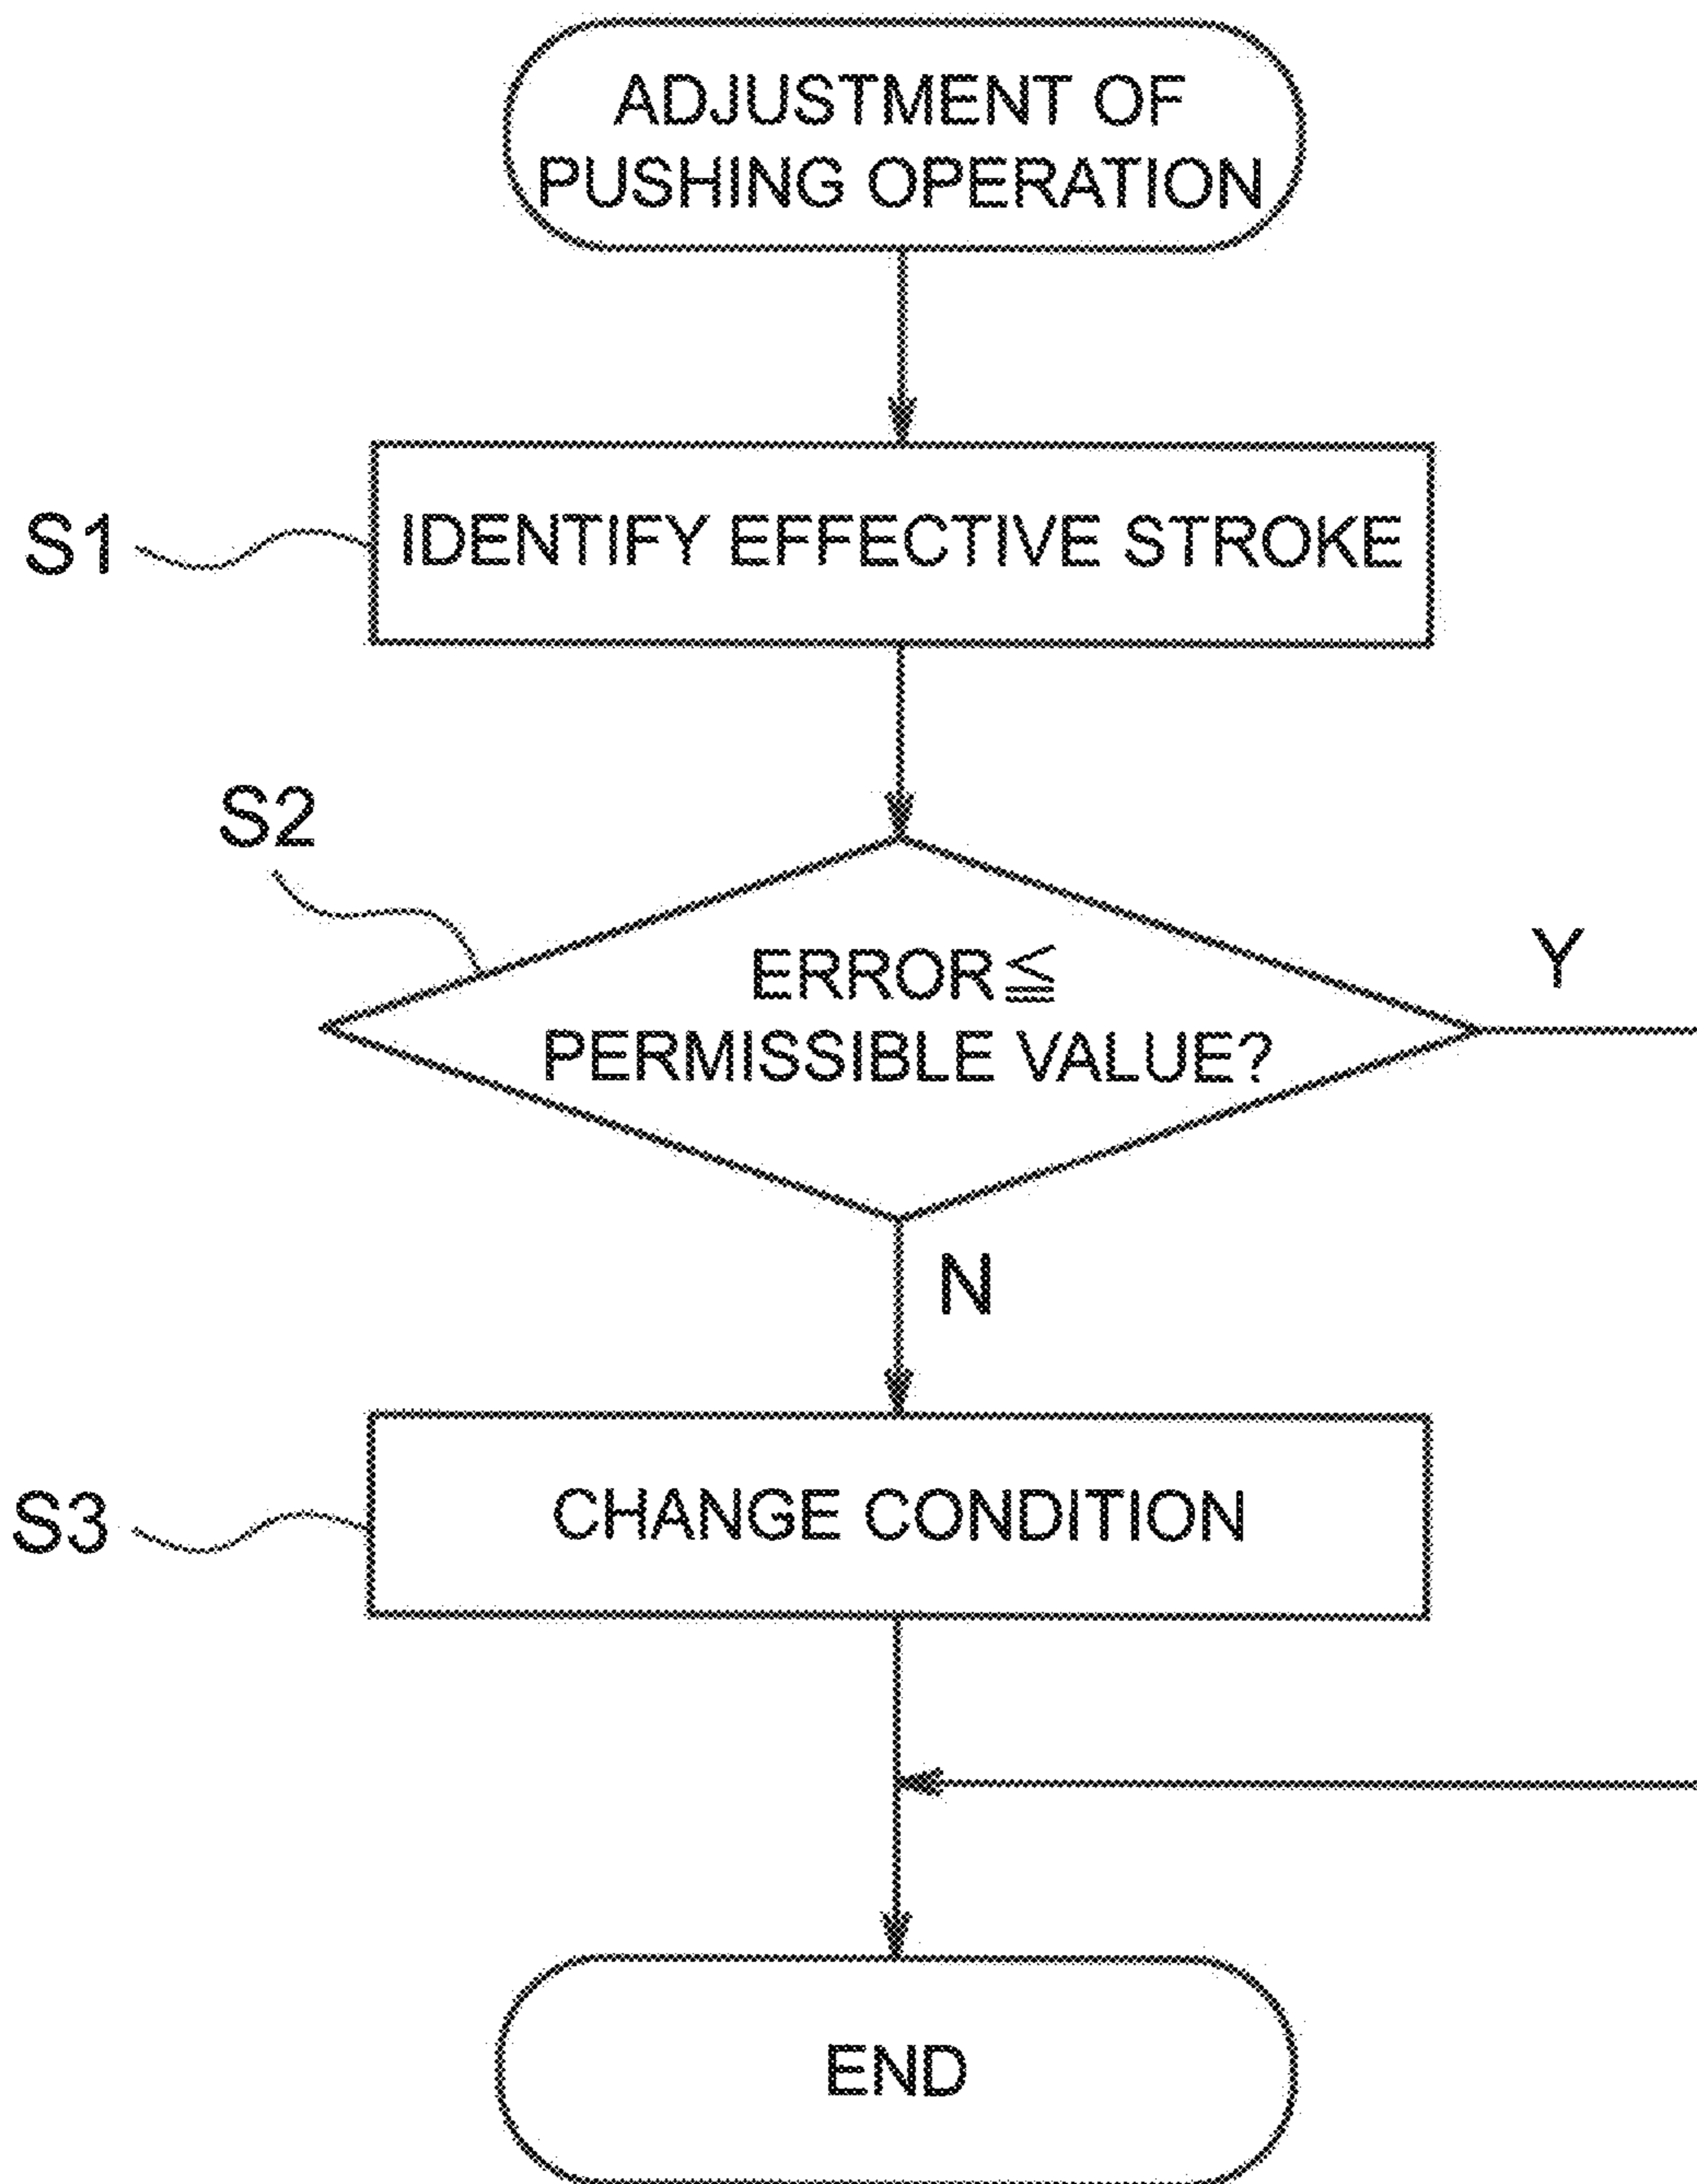 ADJUSTMENT OF
PUSHING OPERATION
S1
IDENTIFY EFFECTIVE STROKE
S2
ERROR≦
PERMISSIBLE VALUE?
Y
N
S3
CHANGE CONDITION
END